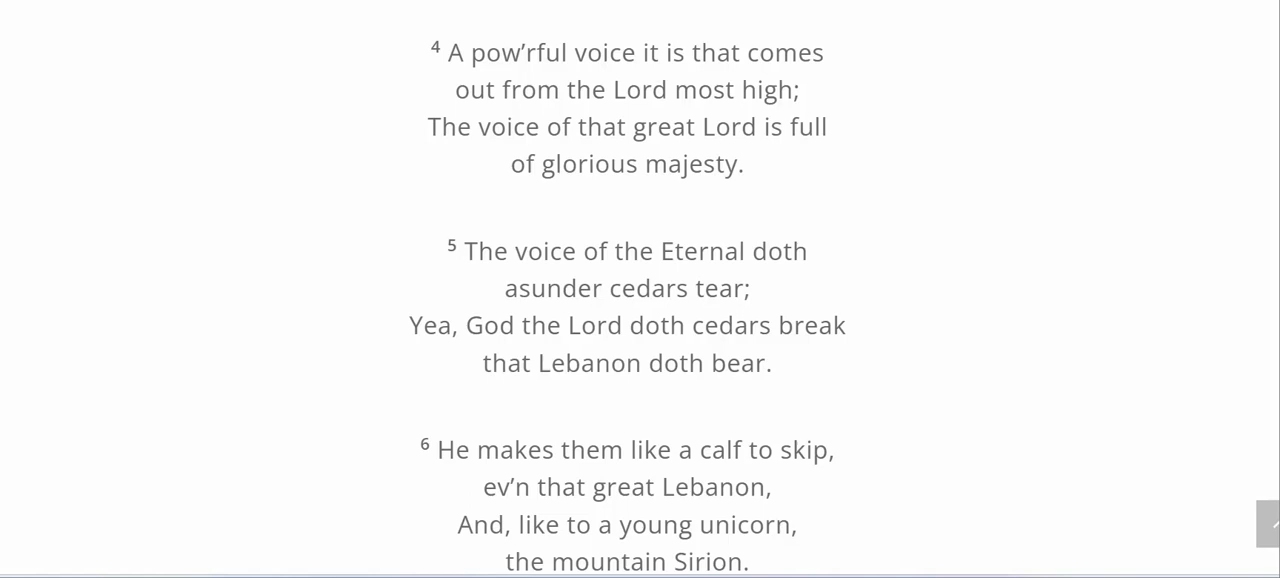 4 A pow’rful voice it is that comes
out from the Lord most high;
The voice of that great Lord is full
of glorious majesty.
5 The voice of the Eternal doth
asunder cedars tear;
Yea, God the Lord doth cedars break
that Lebanon doth bear.
6 He makes them like a calf to skip,
ev’n that great Lebanon,
And, like to a young unicorn,
the mountain Sirion.